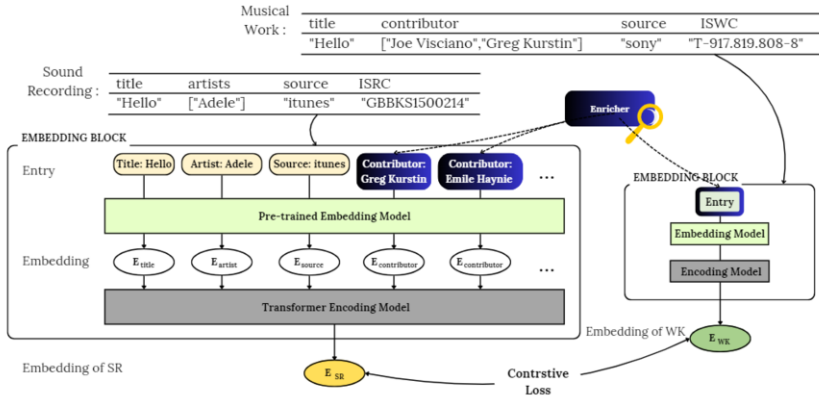 Musical
Work :
title contributor source ISWC
"Hello" ["Joe Visciano","Greg Kurstin"] "sony" "T-917.819.808-8"
Sound
Recording :
title artists source ISRC
"Hello" ["Adele"] "itunes" "GBBKS1500214"
Enricher
EMBEDDING BLOCK
Entry
Title: Hello
Artist: Adele
Source: itunes
Contributor:
Greg Kurstin
Contributor:
Emile Haynie
...
Pre-trained Embedding Model
Embedding
E title
E artist
E source
E contributor
E contributor
...
Transformer Encoding Model
EMBEDDING BLOCK
Entry
Embedding Model
Encoding Model
Embedding of WK
E WK
Embedding of SR
E SR
Contrstive
Loss